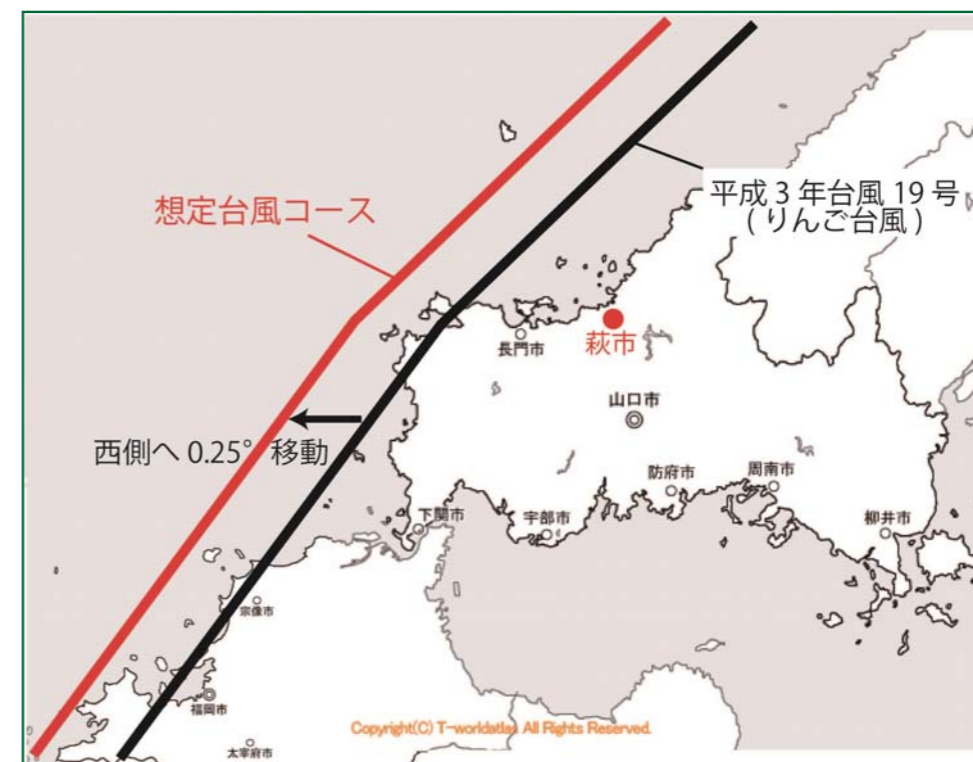 想定台風コース
平成 3 年台風 19 号
( りんご台風 )
長門市
萩市
山口市
西側へ 0.25° 移動
防府市
周南市
下関市
宇部市
柳井市
宗像市
福岡市
Copyright(C) T-worldatlas All Rights Reserved.
太宰府市